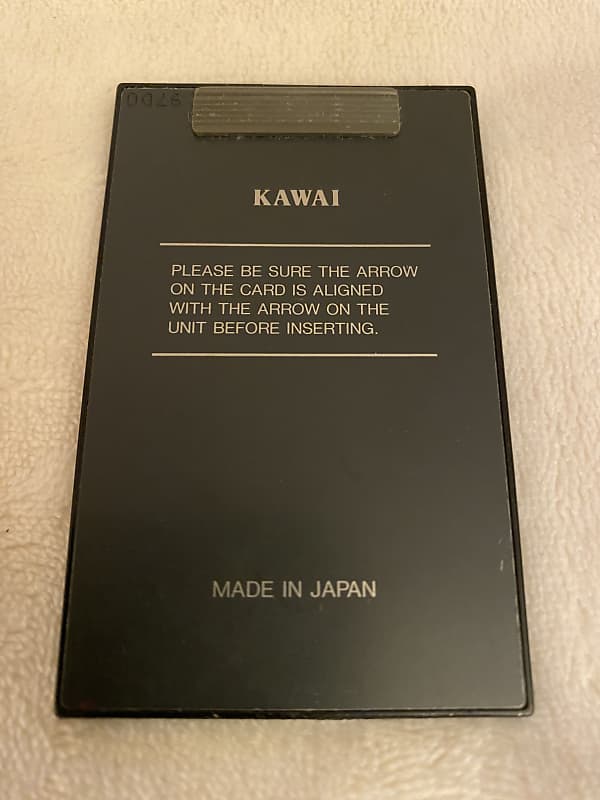 KAWAI
PLEASE BE SURE THE ARROW
ON THE CARD IS ALIGNED
WITH THE ARROW ON THE
UNIT BEFORE INSERTING.
MADE IN JAPAN